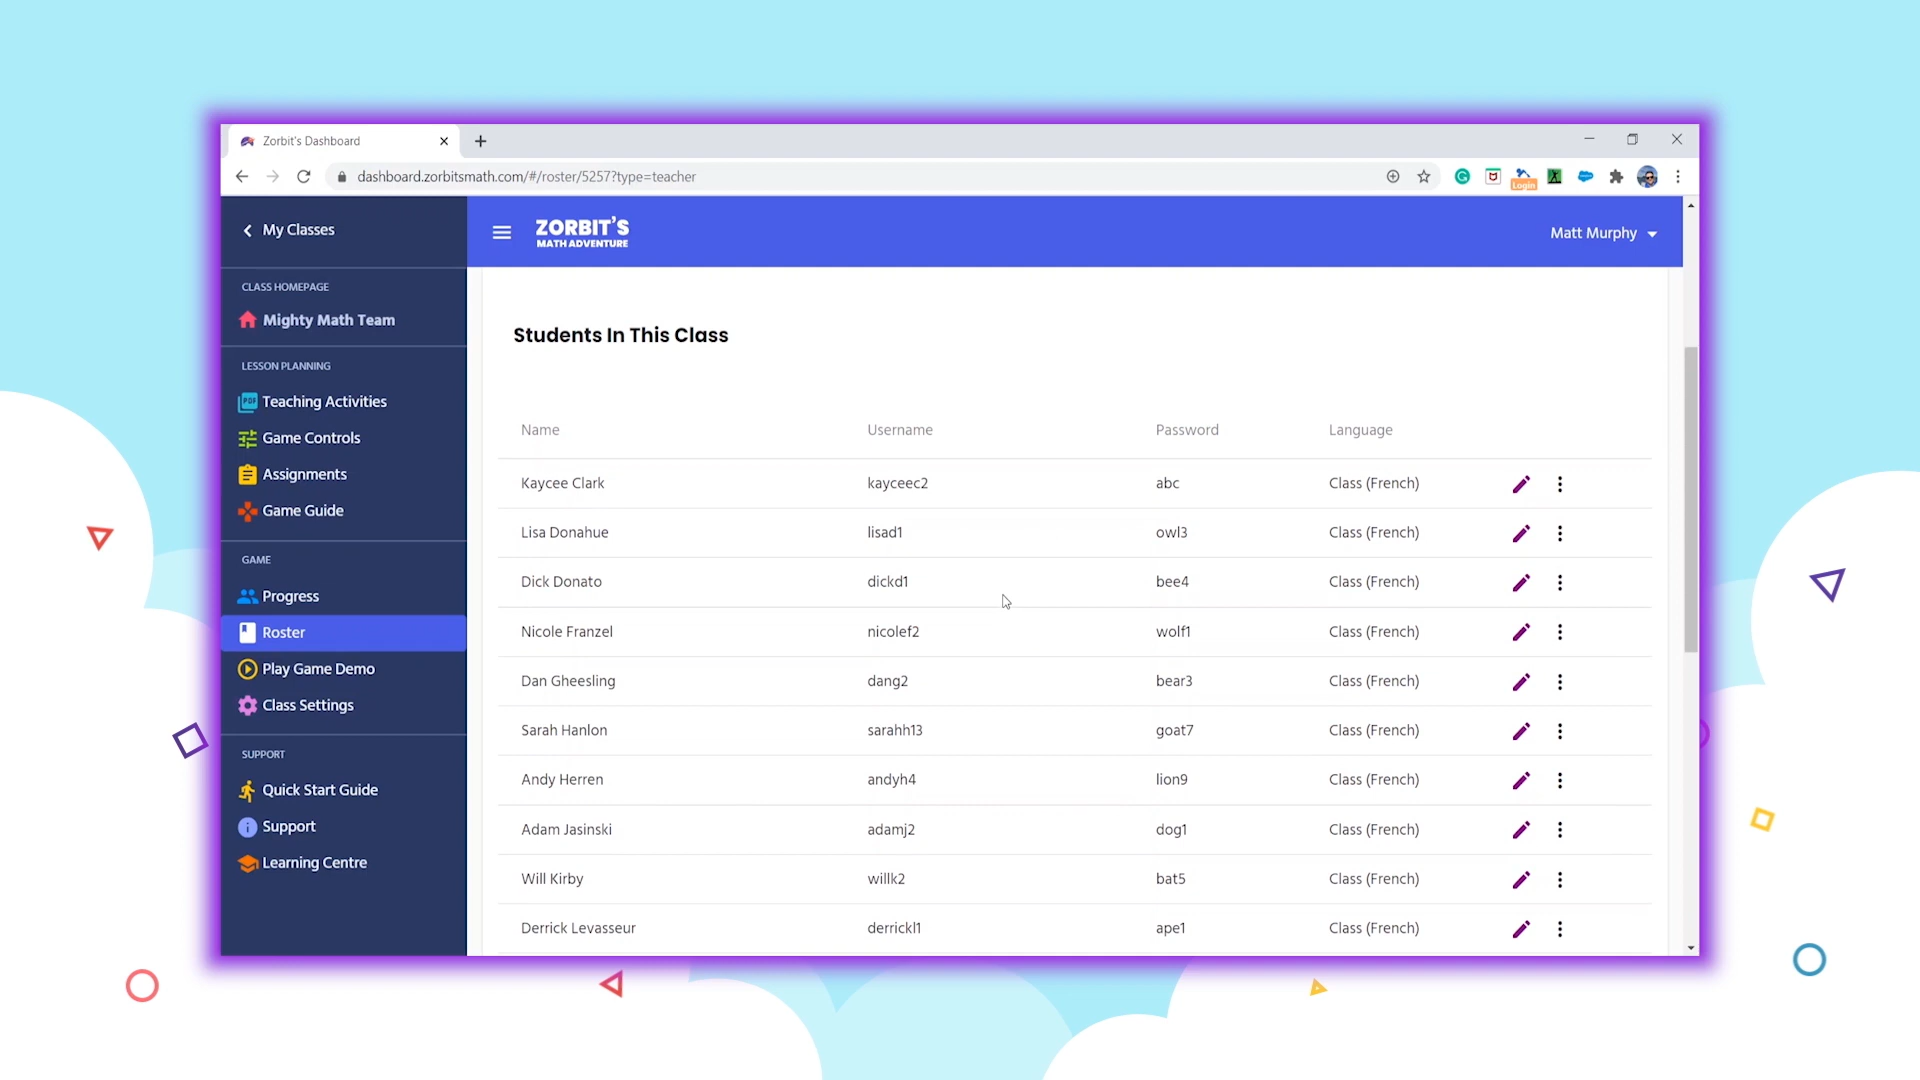 Zorbit's Dashboard
dashboard.zorbitsmath.com/#/roster/5257?type=teacher
Login
My Classes
ZORBIT'S
MATH ADVENTURE
Matt Murphy
CLASS HOMEPAGE
Mighty Math Team
LESSON PLANNING
Teaching Activities
Game Controls
Assignments
Game Guide
GAME
Progress
Roster
Play Game Demo
Class Settings
SUPPORT
Quick Start Guide
Support
Learning Centre
Students In This Class
Name Username Password Language
Kaycee Clark kayceec2 abc Class (French)
Lisa Donahue lisad1 owl3 Class (French)
Dick Donato dickd1 bee4 Class (French)
Nicole Franzel nicolef2 wolf1 Class (French)
Dan Gheesling dang2 bear3 Class (French)
Sarah Hanlon sarahh13 goat7 Class (French)
Andy Herren andyh4 lion9 Class (French)
Adam Jasinski adamj2 dog1 Class (French)
Will Kirby willk2 bat5 Class (French)
Derrick Levasseur derrickl1 ape1 Class (French)